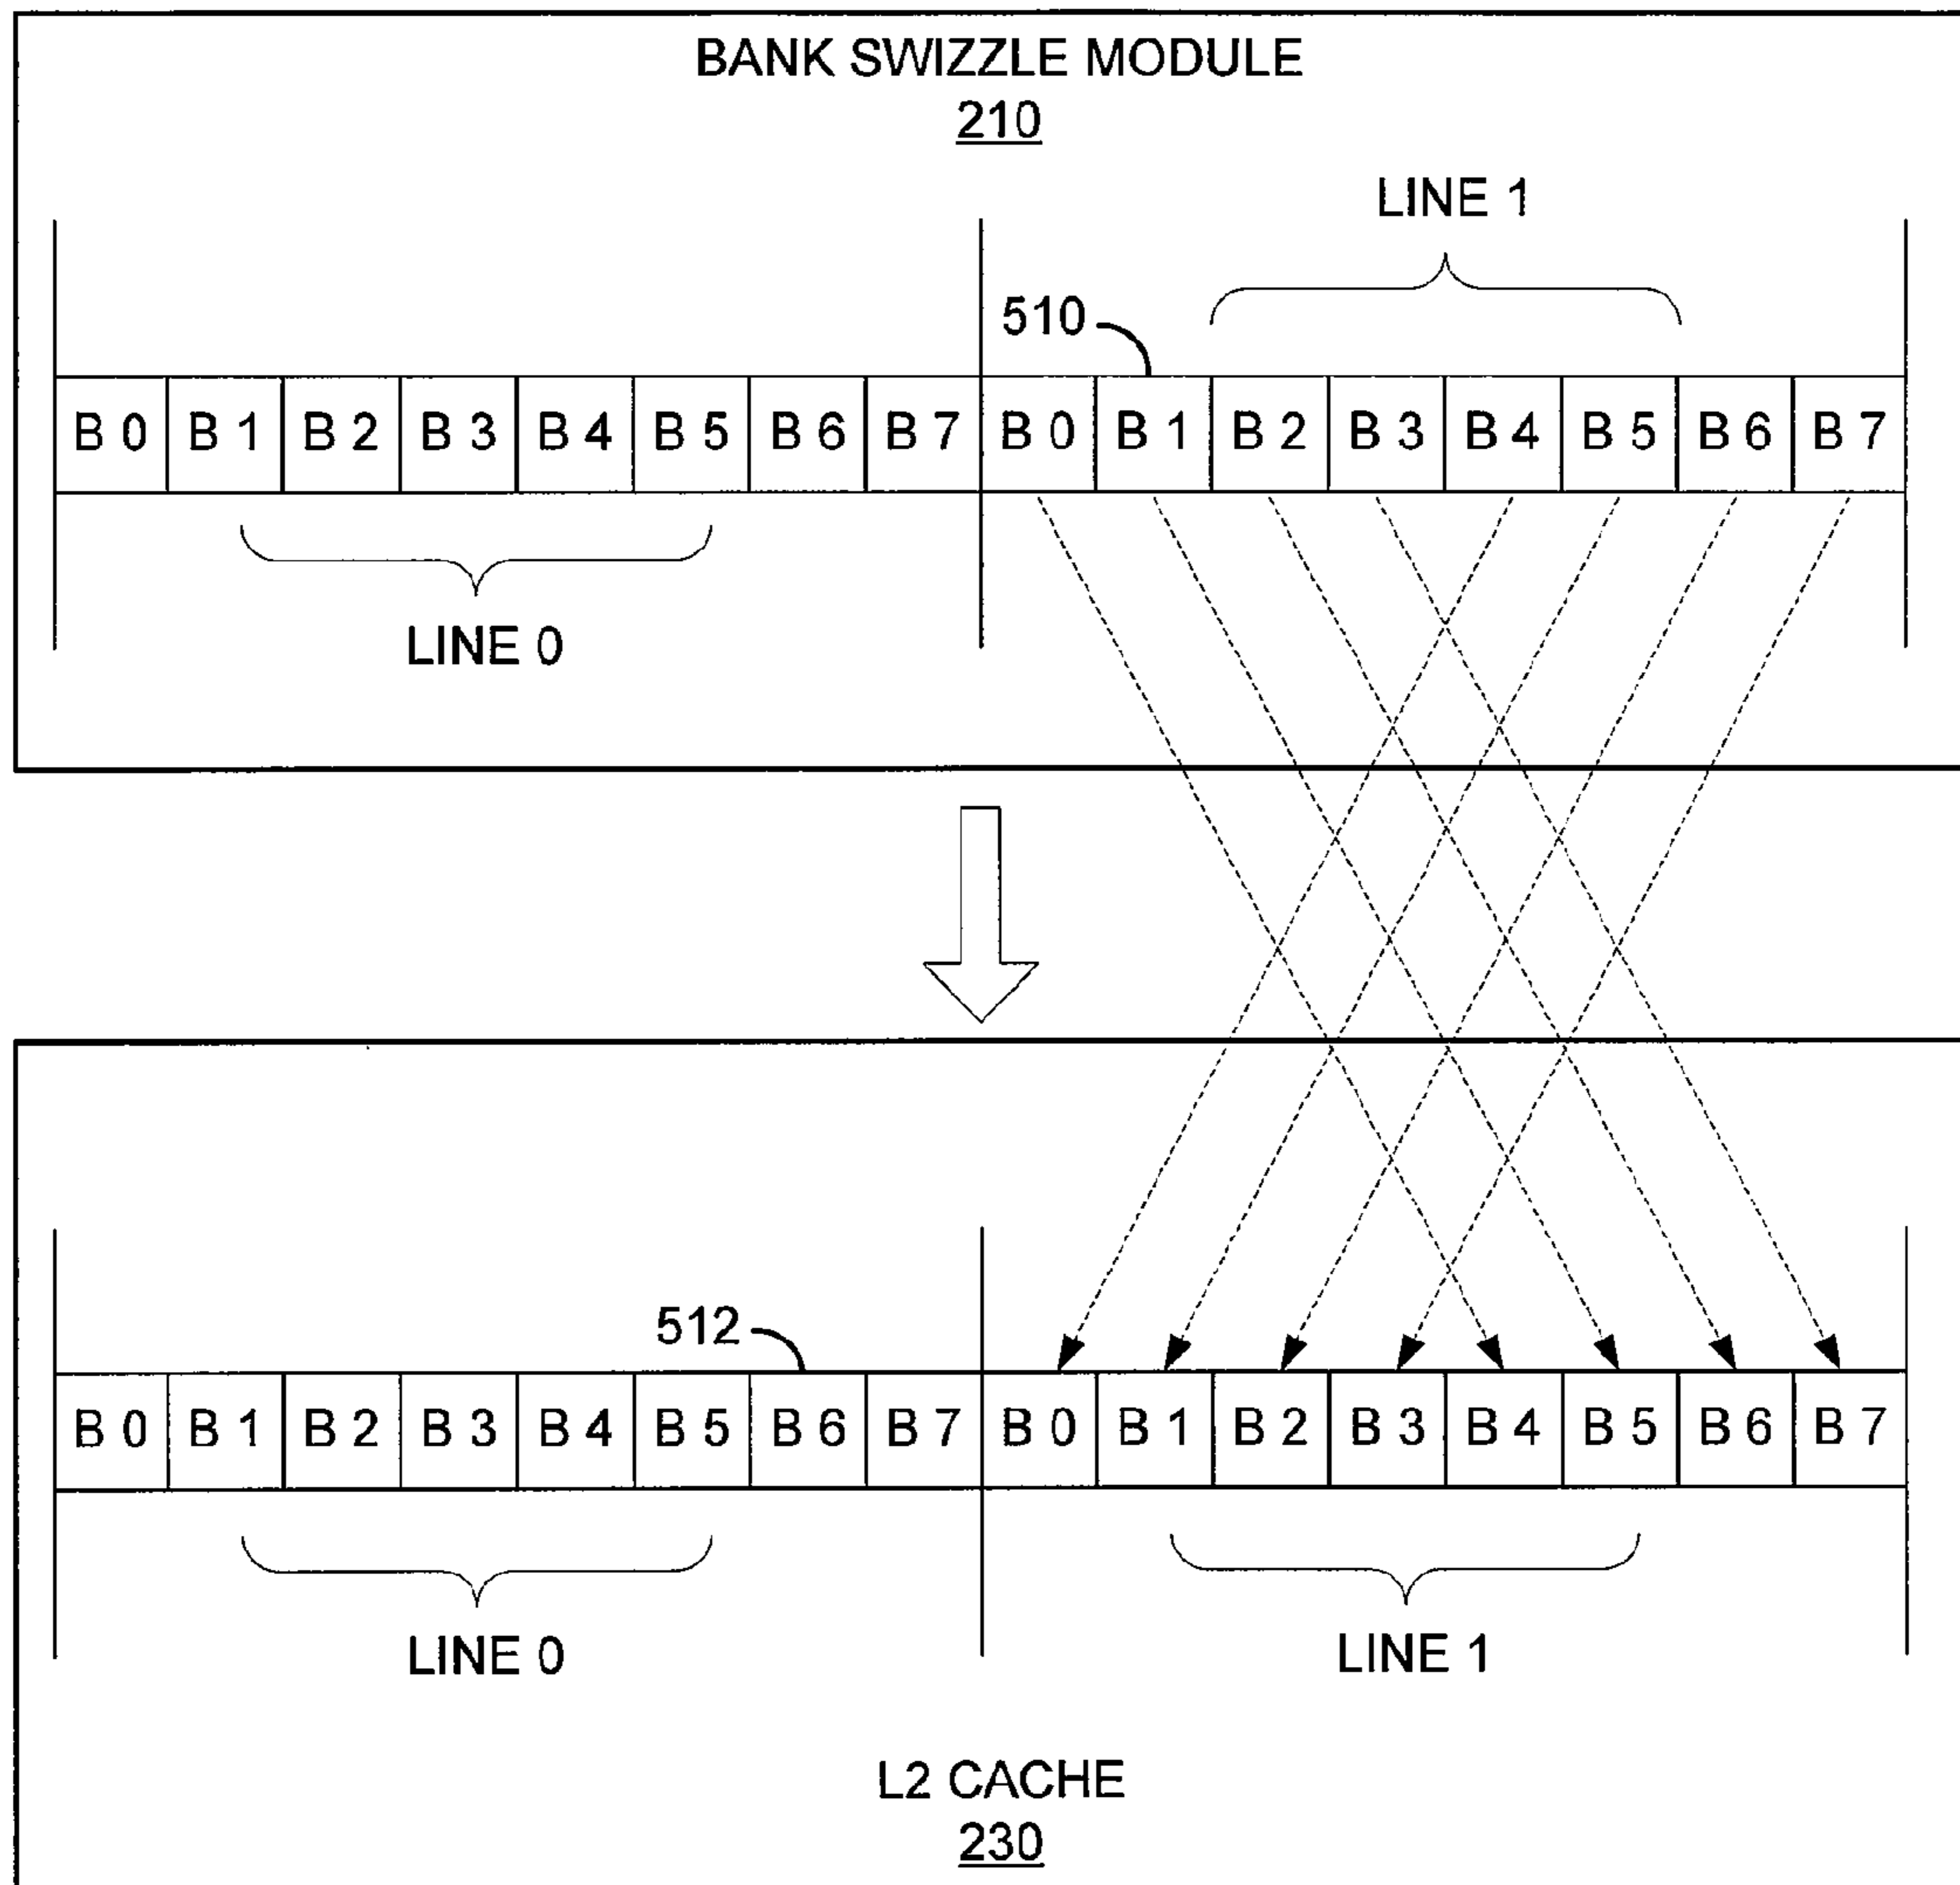 BANK SWIZZLE MODULE
210
LINE 1
510
B 0 B 1 B 2 B 3 B 4 B 5 B 6 B 7 B 0 B 1 B 2 B 3 B 4 B 5 B 6 B 7
LINE 0
512
B 0 B 1 B 2 B 3 B 4 B 5 B 6 B 7 B 0 B 1 B 2 B 3 B 4 B 5 B 6 B 7
LINE 0 LINE 1
L2 CACHE
230